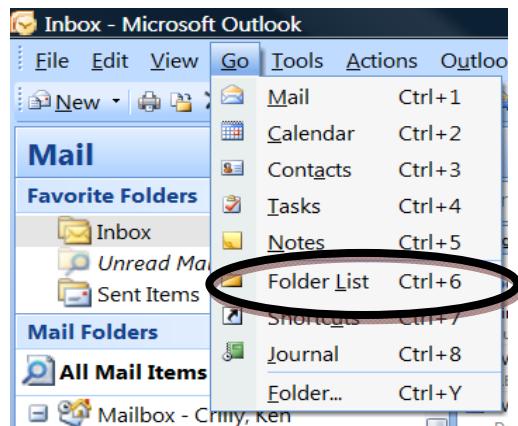 Inbox - Microsoft Outlook
File Edit View Go Tools Actions Outloo
New
Mail Ctrl+1
Calendar Ctrl+2
Mail
Contacts Ctrl+3
Favorite Folders
Tasks Ctrl+4
Inbox
Notes Ctrl+5
Unread Mai
Folder List Ctrl+6
Sent Items
Shortcuts Ctrl+7
Mail Folders
Journal Ctrl+8
All Mail Items
Folder... Ctrl+Y
Mailbox - Crilly, Ken